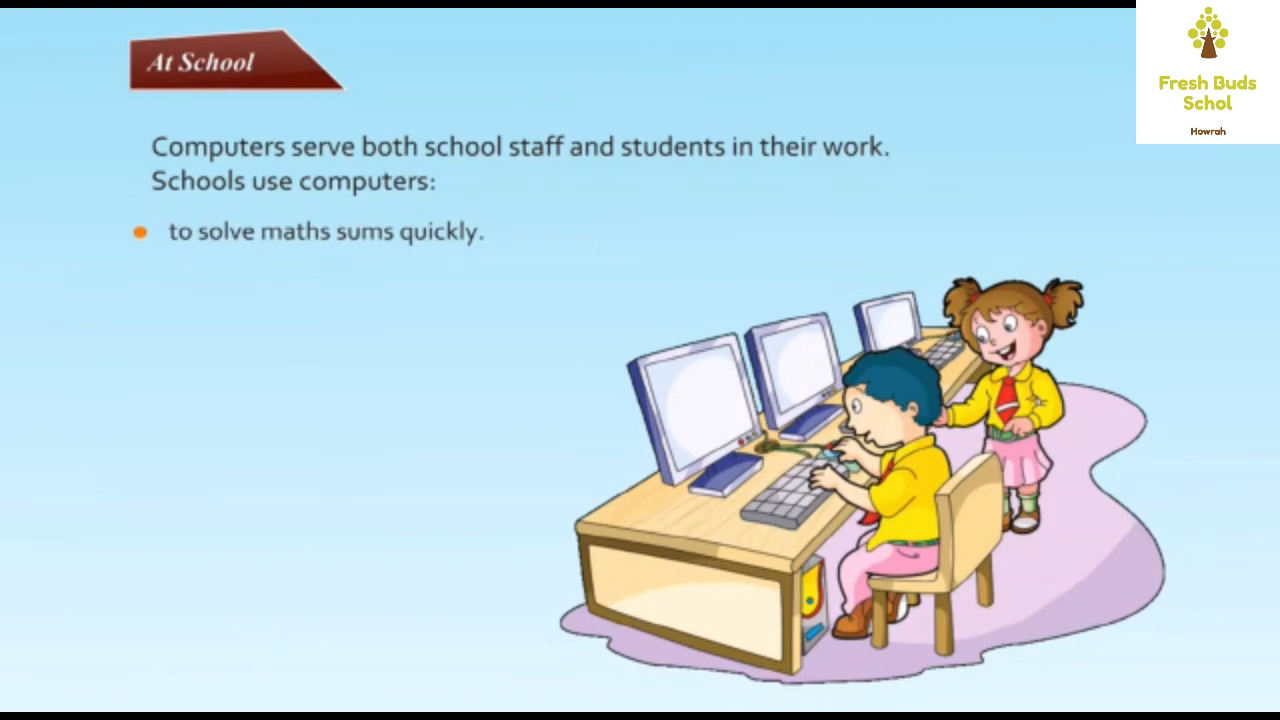 At School
Fresh Buds
Schol
Howrah
Computers serve both school staff and students in their work.
Schools use computers:
to solve maths sums quickly.